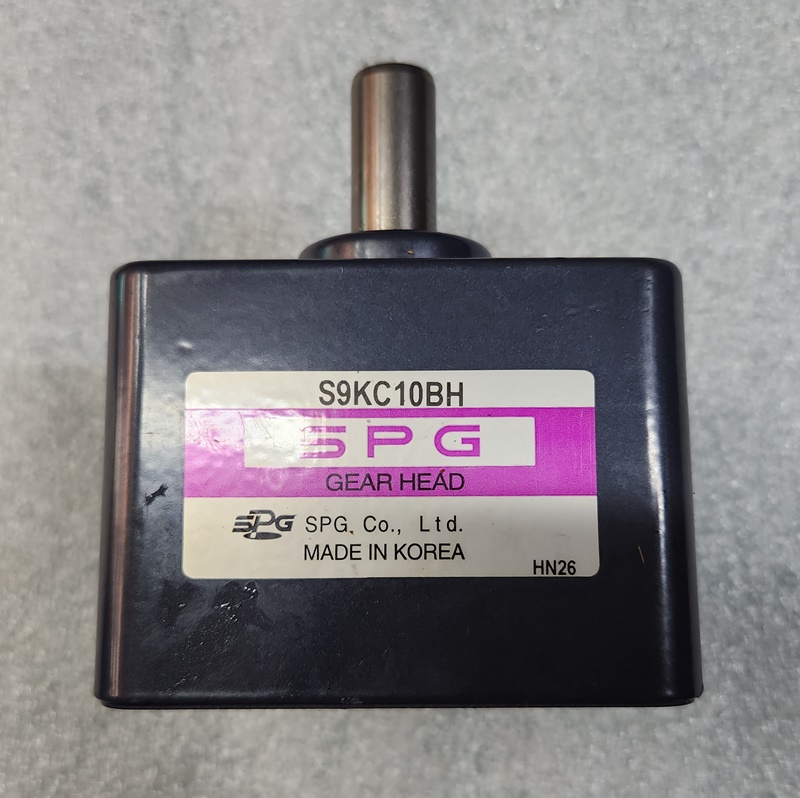 S9KC10BH
SPG
GEAR HEAD
SPG SPG. Co., Ltd.
MADE IN KOREA
HN26